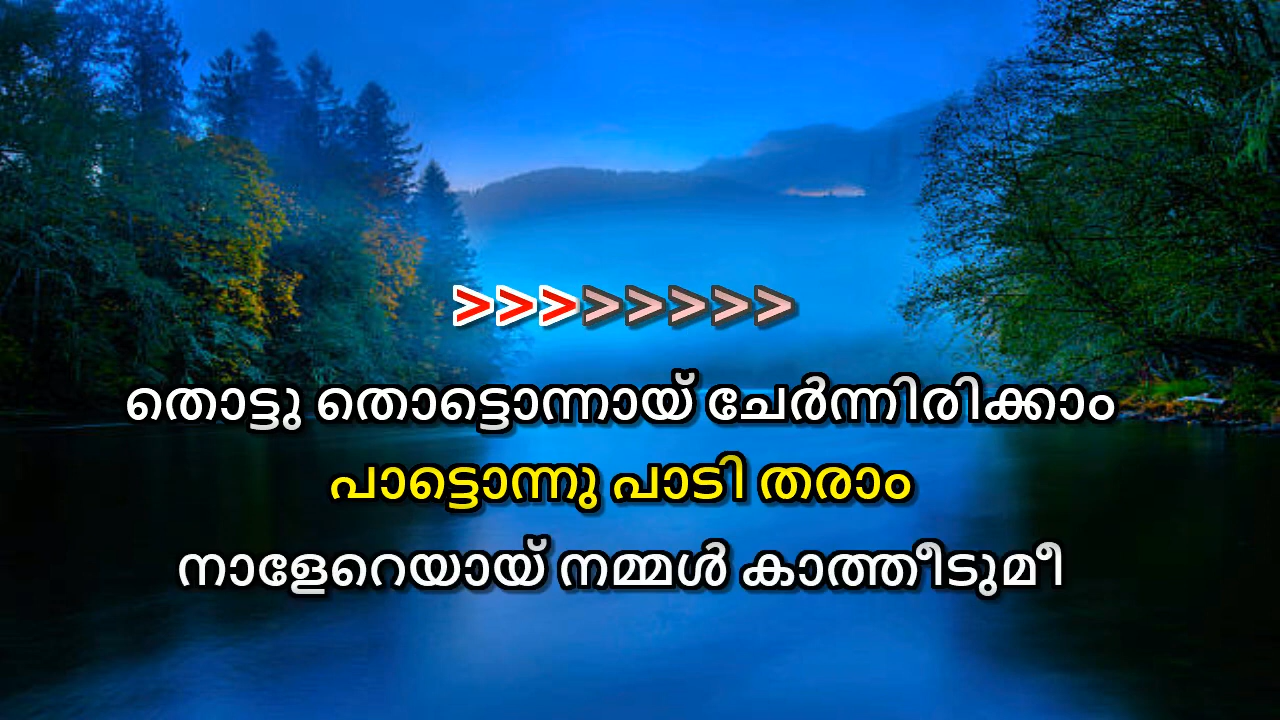 >>>>>>>>
തൊട്ടു തൊട്ടൊന്നായ് ചേർന്നിരിക്കാം
പാട്ടൊന്നു പാടി തരാം
നാളേറെയായ് നമ്മൾ കാത്തീടുമീ